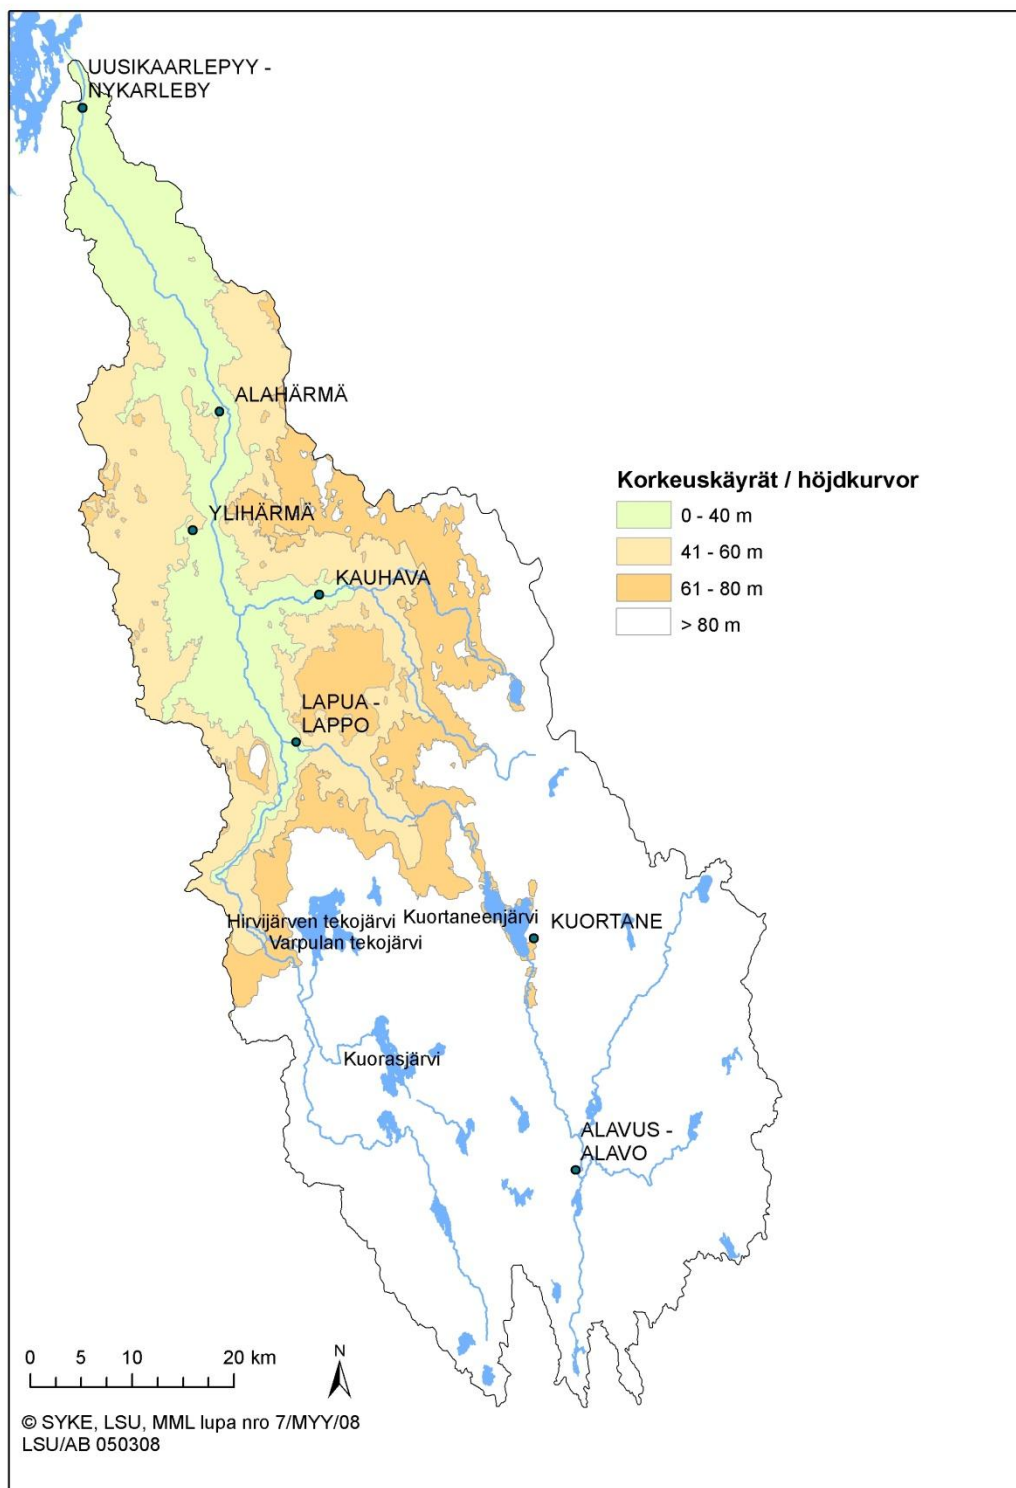 UUSIKAARLEPYY -
NYKARLEBY
ALAHÄRMÄ
YLIHÄRMÄ
KAUHAVA
LAPUA -
LAPPO
Hirvijärven tekojärvi
Varpulan tekojärvi
Kuortaneenjärvi
KUORTANE
Kuorasjärvi
ALAVUS -
ALAVO
Korkeuskäyrät / höjdkurvor
0 - 40 m
41 - 60 m
61 - 80 m
> 80 m
0 5 10 20 km
N
© SYKE, LSU, MML lupa nro 7/MYY/08
LSU/AB 050308